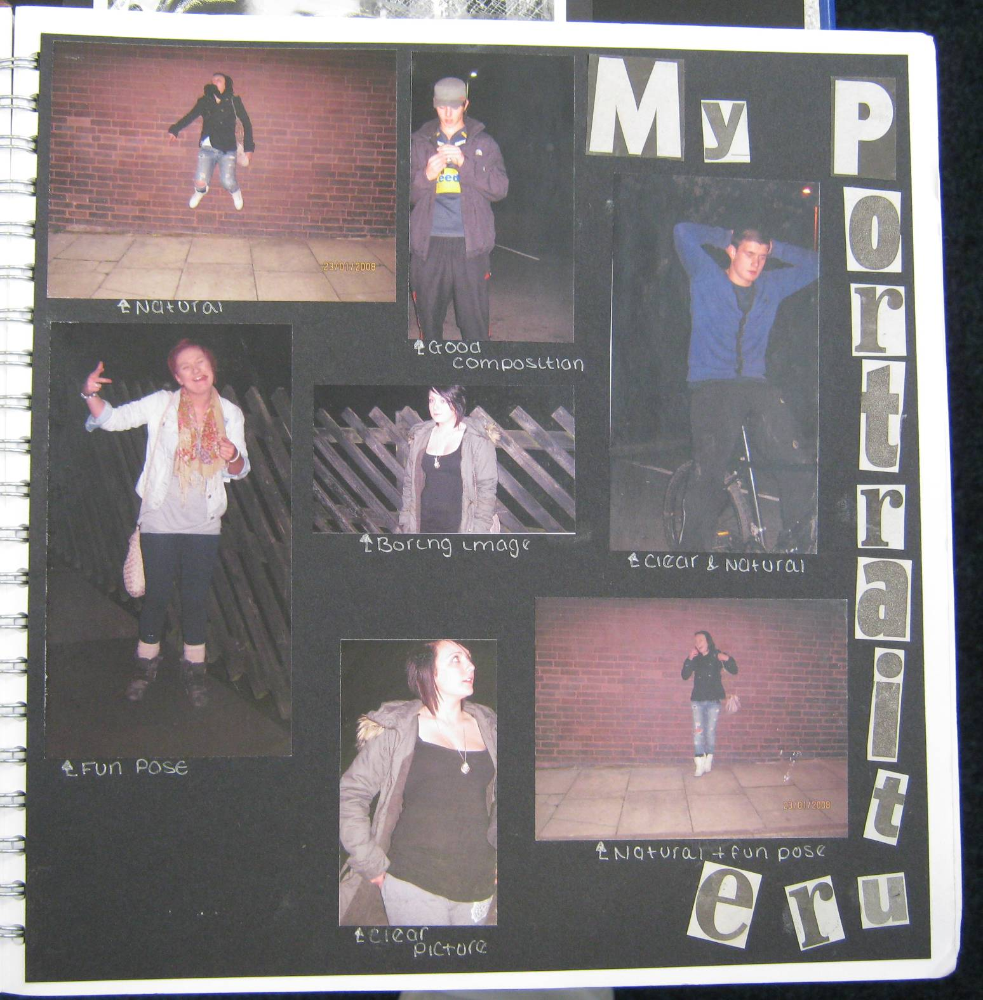 My
Portraiture
23/01/2008
Natural
Good
composition
Boring image
Clear & Natural
Fun Pose
23/01/2008
Natural + fun pose
Clear
picture